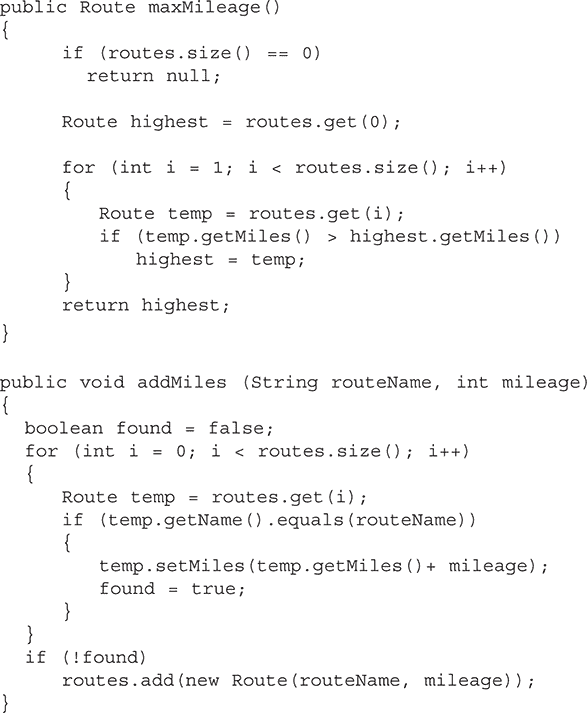 public Route maxMileage()
{
if (routes.size() == 0)
return null;
Route highest = routes.get(0);
for (int i = 1; i < routes.size(); i++)
{
Route temp = routes.get(i);
if (temp.getMiles() > highest.getMiles())
highest = temp;
}
return highest;
}
public void addMiles (String routeName, int mileage)
{
boolean found = false;
for (int i = 0; i < routes.size(); i++)
{
Route temp = routes.get(i);
if (temp.getName().equals(routeName))
{
temp.setMiles(temp.getMiles()+ mileage);
found = true;
}
}
if (!found)
routes.add(new Route(routeName, mileage));
}